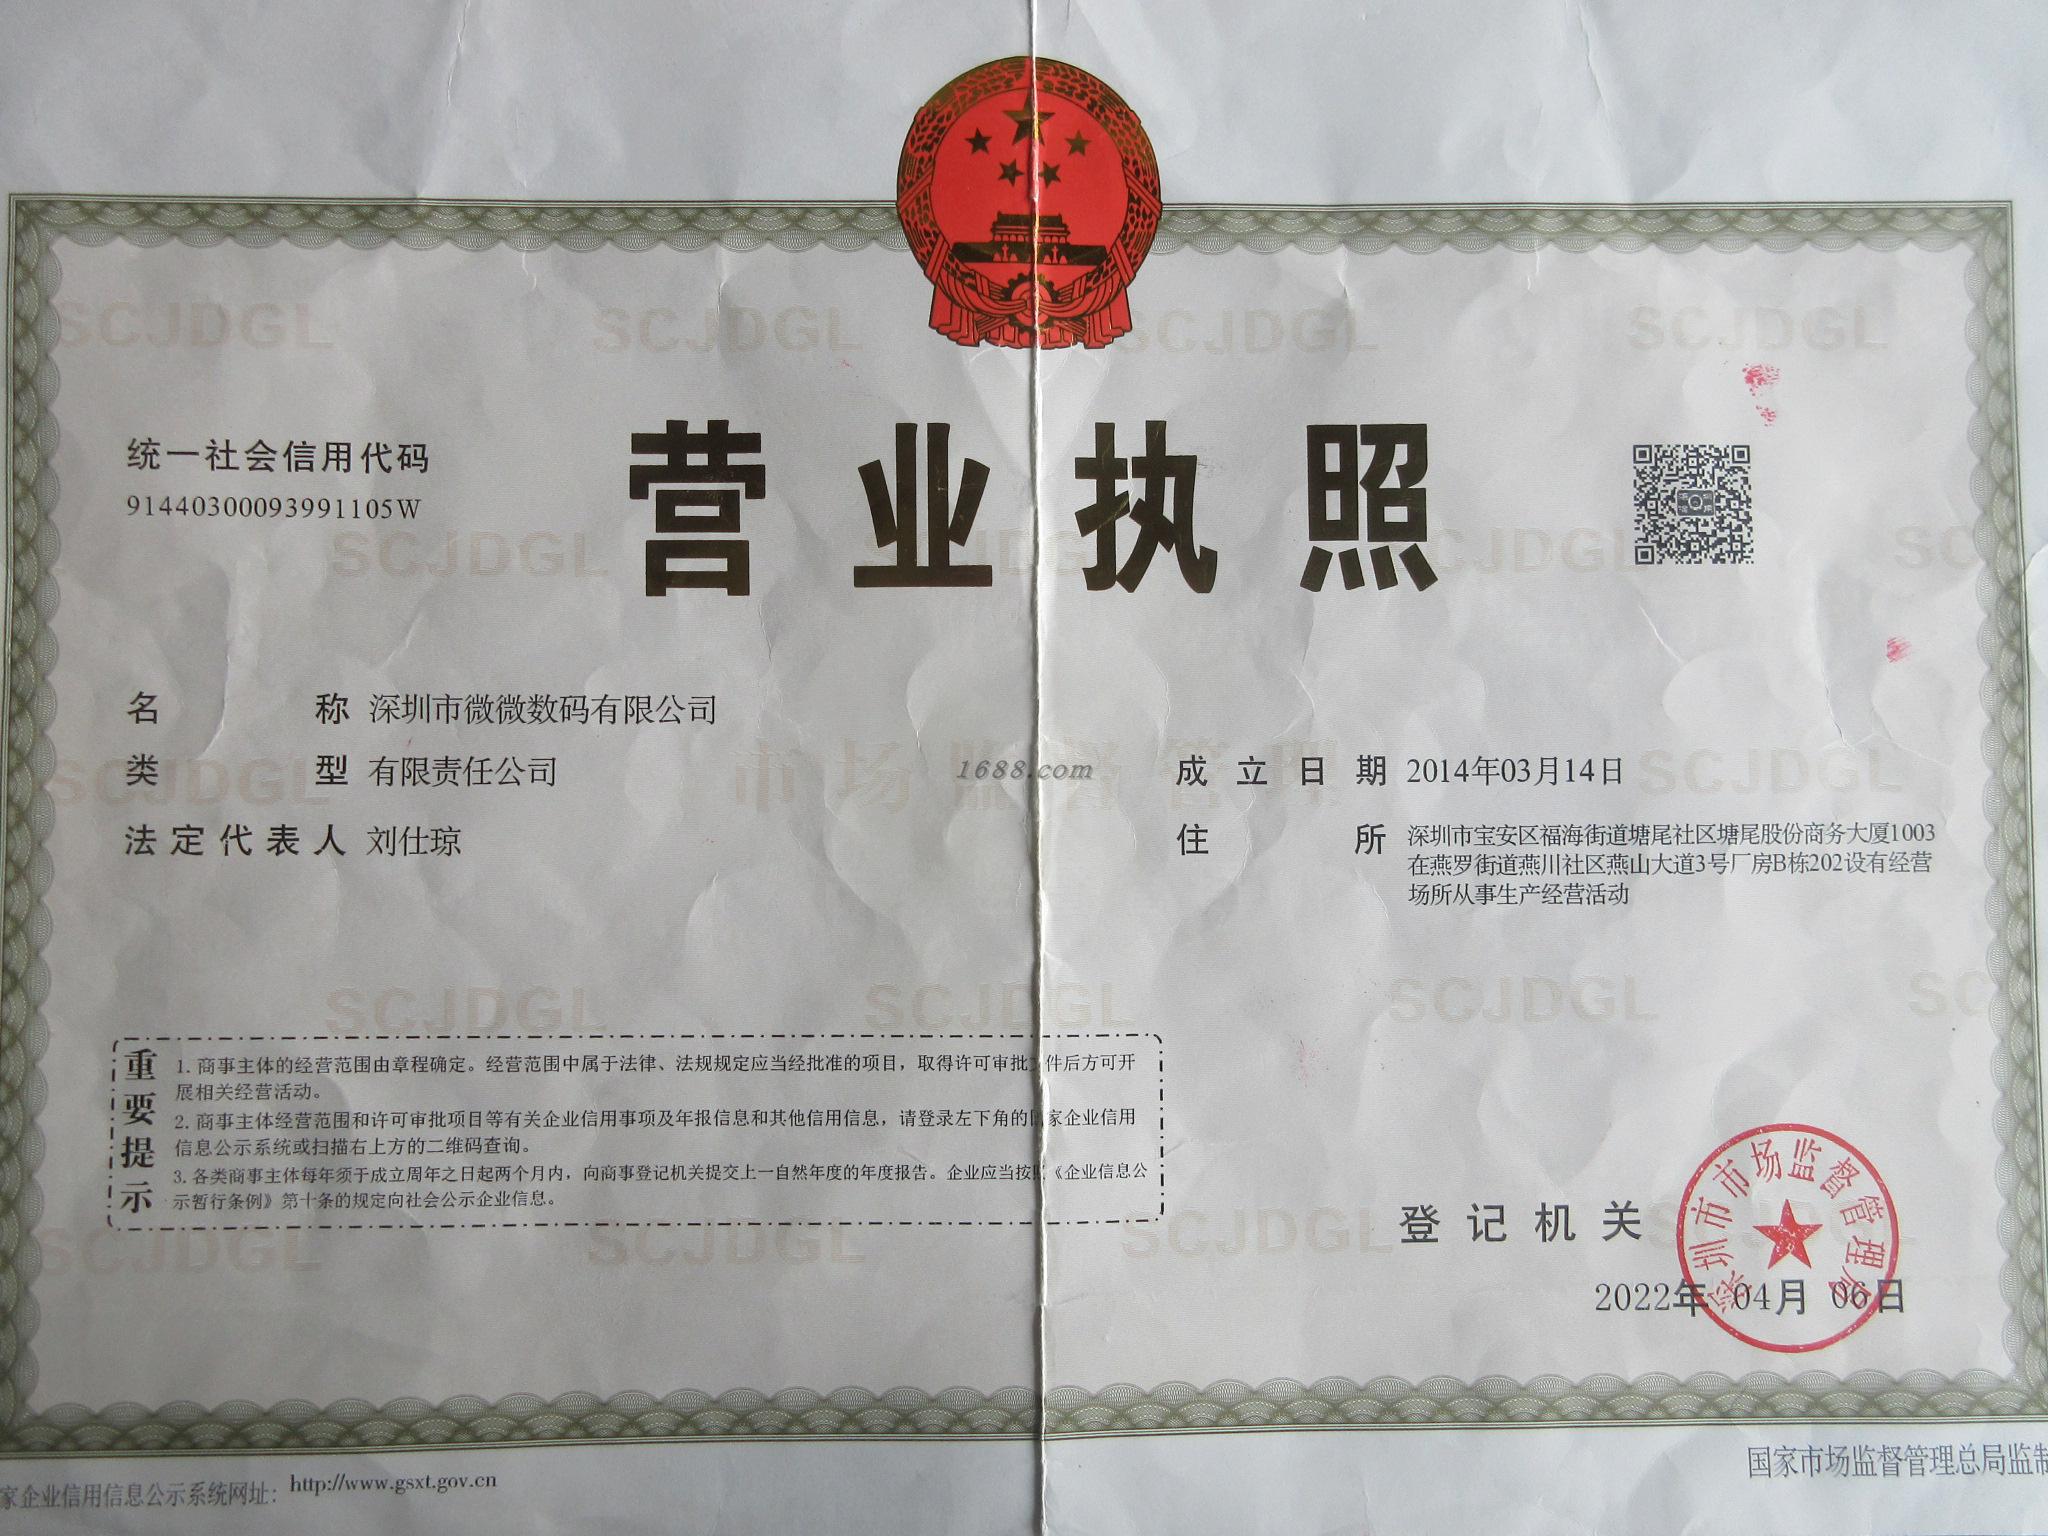 营业执照
统一社会信用代码
91440300093991105W
名称 深圳市微微数码有限公司
类型 有限责任公司
法定代表人 刘仕琼
成立日期 2014年03月14日
住所 深圳市宝安区福海街道塘尾社区塘尾股份商务大厦1003
在燕罗街道燕川社区燕山大道3号厂房B栋202设有经营
场所从事生产经营活动
市场监督管理
1688.com
重要提示
1. 商事主体的经营范围由章程确定。经营范围中属于法律、法规规定应当经批准的项目，取得许可审批 件后方可开
展相关经营活动。
2. 商事主体经营范围和许可审批项目等有关企业信用事项及年报信息和其他信用信息，请登录左下角的 家企业信用
信息公示系统或扫描右上方的二维码查询。
3. 各类商事主体每年须于成立周年之日起两个月内，向商事登记机关提交上一自然年度的年度报告。企业应当按 《企业信息公
示暂行条例》第十条的规定向社会公示企业信息。
登记机关
深圳市市场监督管理局
2022年 04月 06日
家企业信用信息公示系统网址: http://www.gsxt.gov.cn
国家市场监督管理总局监制
SCJDGL SCJDGL SCJDGL SCJDGL